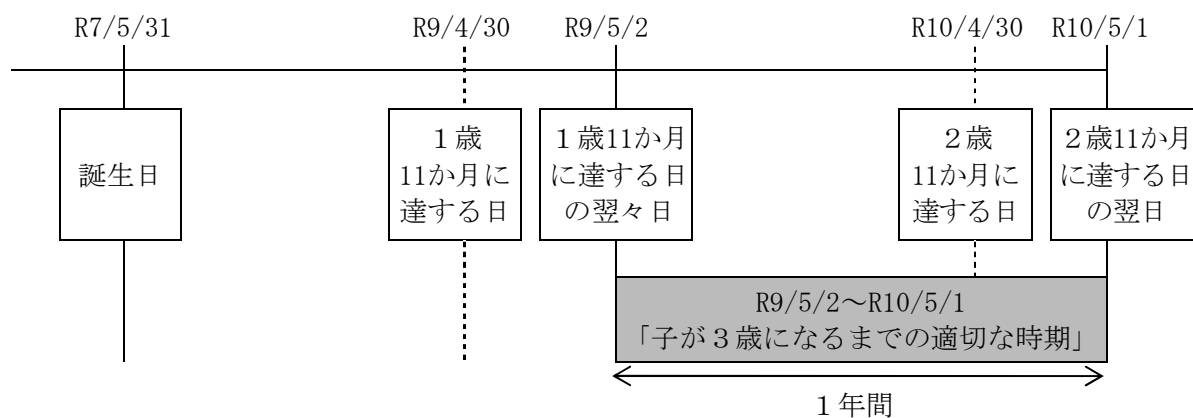 R7/5/31
R9/4/30
R9/5/2
R10/4/30
R10/5/1
誕生日
１歳
11か月に
達する日
１歳11か月
に達する日
の翌々日
２歳
11か月に
達する日
２歳11か月
に達する日
の翌日
R9/5/2～R10/5/1
「子が３歳になるまでの適切な時期」
１年間